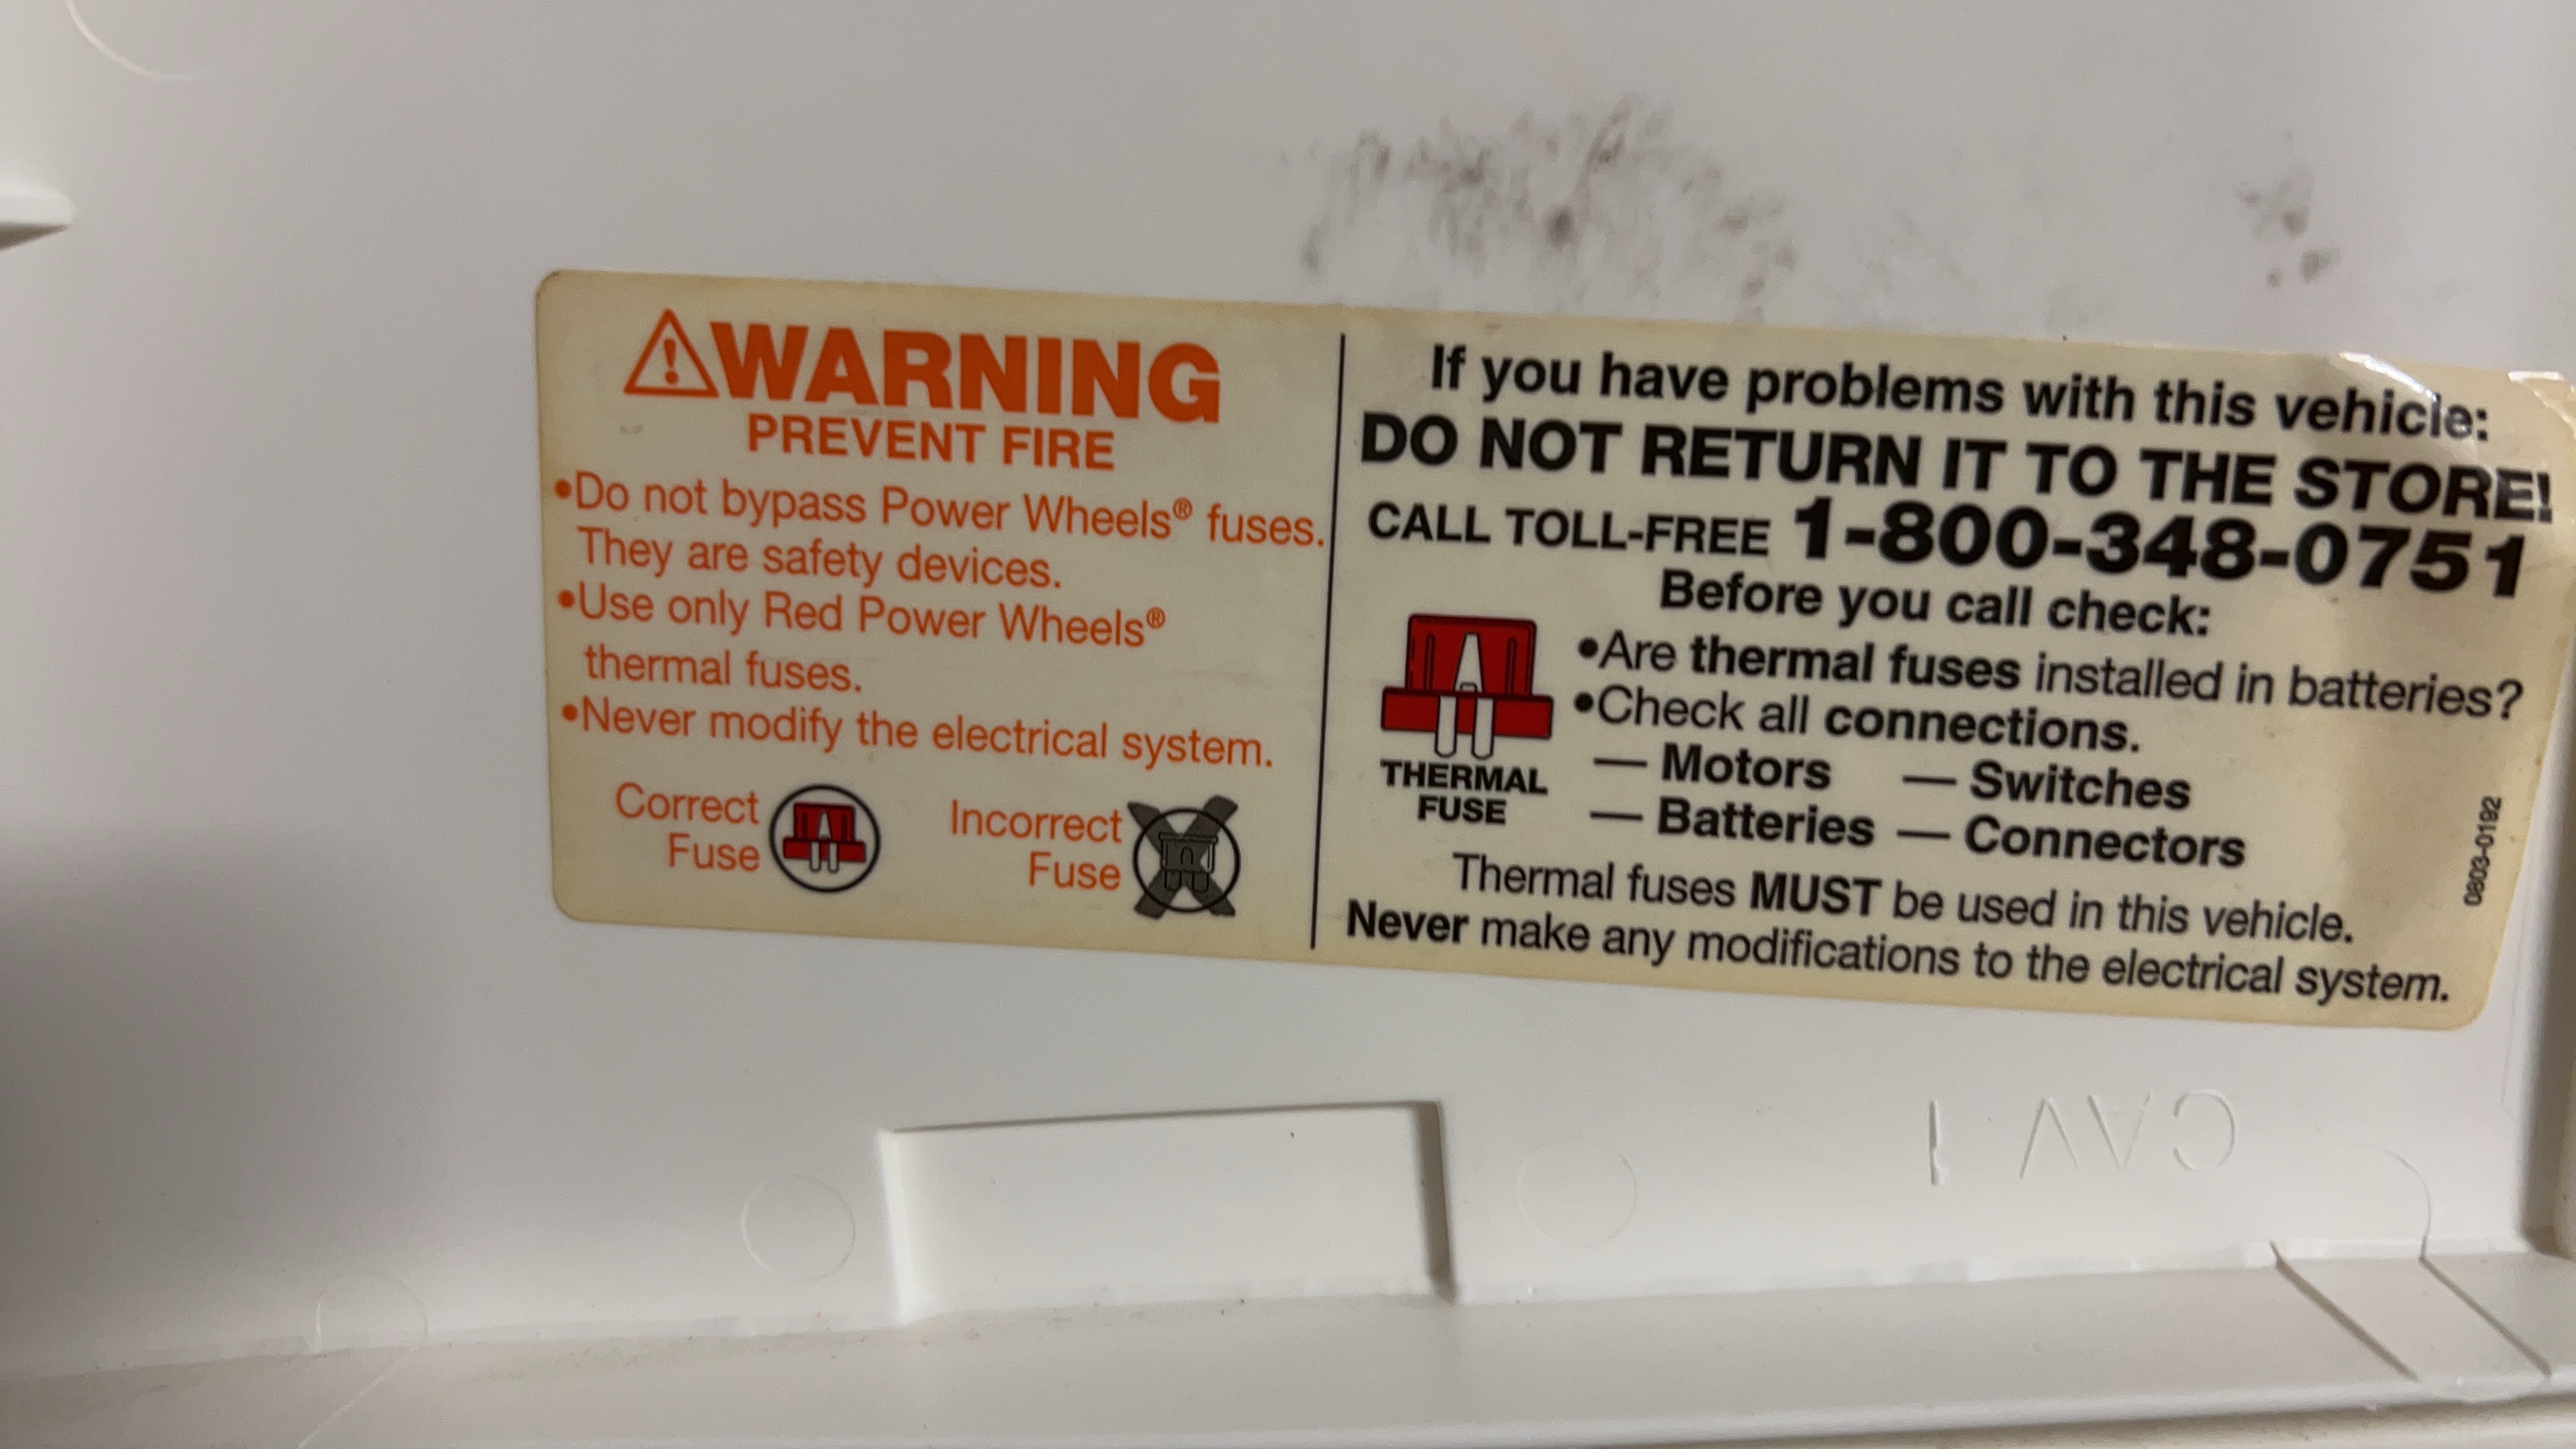 WARNING
PREVENT FIRE
•Do not bypass Power Wheels® fuses.
They are safety devices.
•Use only Red Power Wheels®
thermal fuses.
•Never modify the electrical system.
Correct
Fuse
Incorrect
Fuse
If you have problems with this vehicle:
DO NOT RETURN IT TO THE STORE!
CALL TOLL-FREE 1-800-348-0751
Before you call check:
•Are thermal fuses installed in batteries?
•Check all connections.
— Motors — Switches
— Batteries — Connectors
THERMAL
FUSE
Thermal fuses MUST be used in this vehicle.
Never make any modifications to the electrical system.
0803-0192
CAV 1